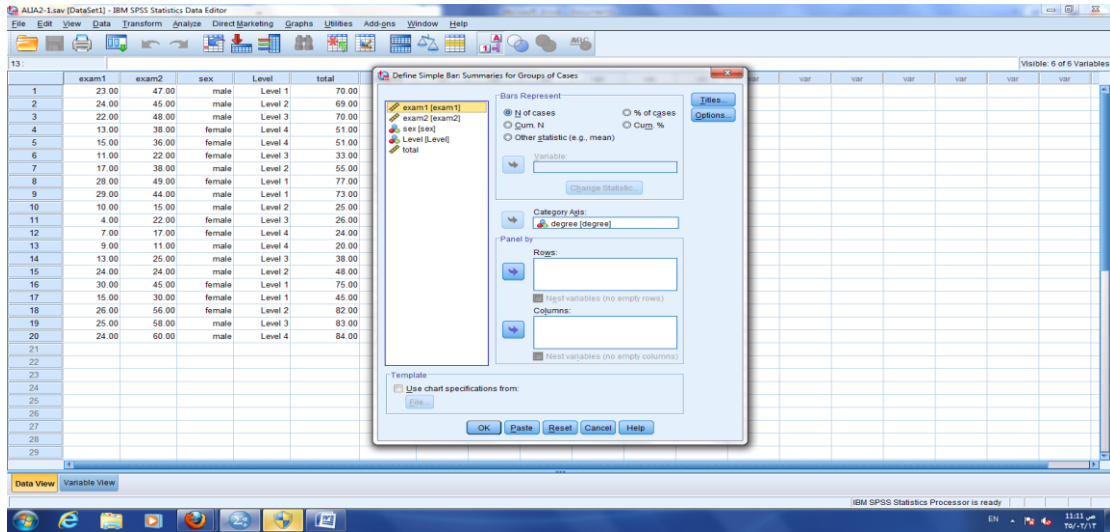 ALIA2-1.sav [DataSet1] - IBM SPSS Statistics Data Editor
File Edit View Data Transform Analyze Direct Marketing Graphs Utilities Add-ons Window Help
13 :
Visible: 6 of 6 Variables
exam1 exam2 sex Level total var var var var var var
1 23.00 47.00 male Level 1 70.00
2 24.00 45.00 male Level 2 69.00
3 22.00 48.00 male Level 3 70.00
4 13.00 38.00 female Level 4 51.00
5 15.00 36.00 female Level 4 51.00
6 11.00 22.00 female Level 3 33.00
7 17.00 38.00 male Level 2 55.00
8 28.00 49.00 female Level 1 77.00
9 29.00 44.00 male Level 1 73.00
10 10.00 15.00 male Level 2 25.00
11 4.00 22.00 female Level 3 26.00
12 7.00 17.00 female Level 4 24.00
13 9.00 11.00 male Level 4 20.00
14 13.00 25.00 male Level 3 38.00
15 24.00 24.00 male Level 2 48.00
16 30.00 45.00 female Level 1 75.00
17 15.00 30.00 female Level 1 45.00
18 26.00 56.00 female Level 2 82.00
19 25.00 58.00 male Level 3 83.00
20 24.00 60.00 male Level 4 84.00
21
22
23
24
25
26
27
28
29
Define Simple Bar: Summaries for Groups of Cases
exam1 [exam1]
exam2 [exam2]
sex [sex]
Level [Level]
total
Bars Represent
N of cases % of cases
Cum. N Cum. %
Other statistic (e.g., mean)
Variable:
Change Statistic...
Category Axis:
degree [degree]
Panel by
Rows:
Nest variables (no empty rows)
Columns:
Nest variables (no empty columns)
Titles...
Options...
Template
Use chart specifications from:
File...
OK Paste Reset Cancel Help
Data View Variable View
IBM SPSS Statistics Processor is ready
EN
11:11 ص